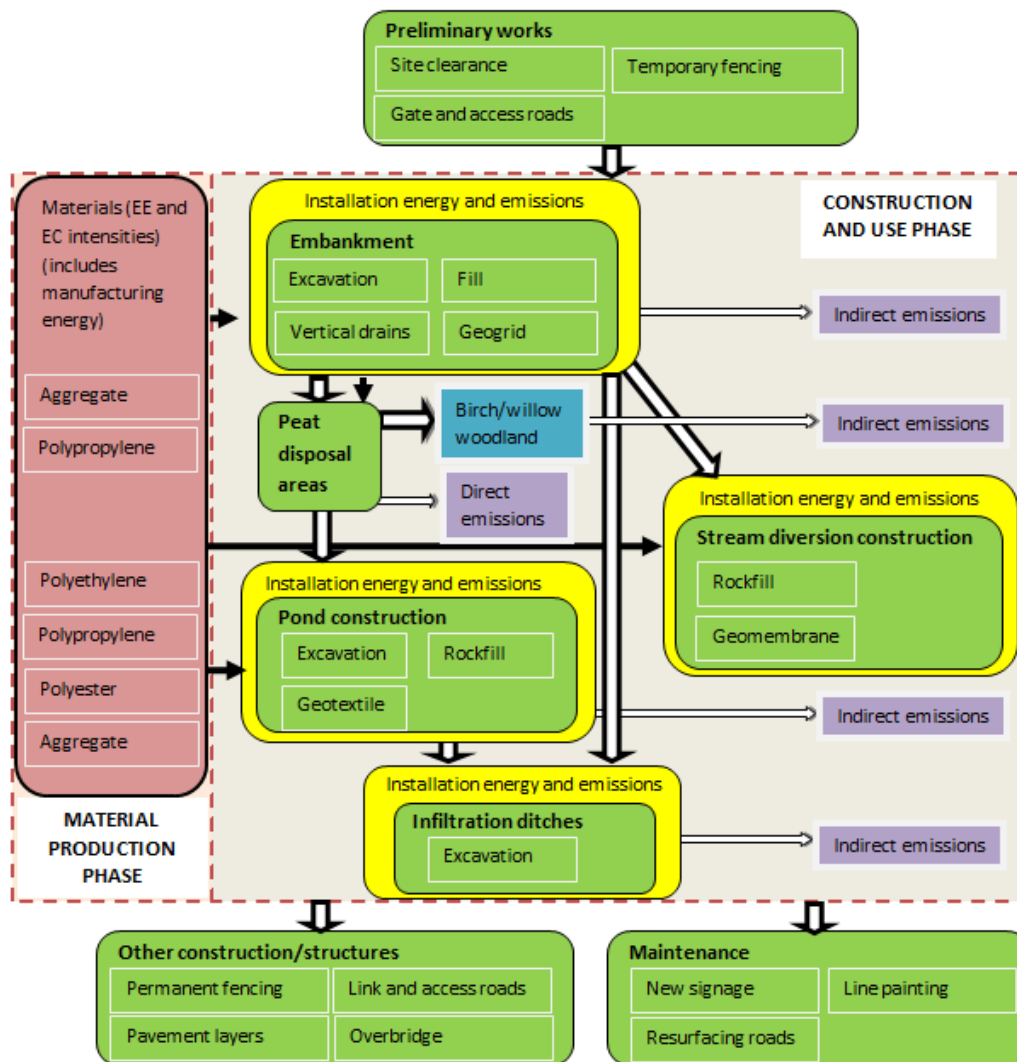 Preliminary works
Site clearance
Temporary fencing
Gate and access roads
Materials (EE and
EC intensities)
(includes
manufacturing
energy)
Aggregate
Polypropylene
Polyethylene
Polypropylene
Polyester
Aggregate
MATERIAL
PRODUCTION
PHASE
CONSTRUCTION
AND USE PHASE
Installation energy and emissions
Embankment
Excavation
Fill
Vertical drains
Geogrid
Indirect emissions
Peat
disposal
areas
Birch/willow
woodland
Indirect emissions
Direct
emissions
Installation energy and emissions
Stream diversion construction
Rockfill
Geomembrane
Installation energy and emissions
Pond construction
Excavation
Rockfill
Geotextile
Indirect emissions
Installation energy and emissions
Infiltration ditches
Excavation
Indirect emissions
Other construction/structures
Permanent fencing
Link and access roads
Pavement layers
Overbridge
Maintenance
New signage
Line painting
Resurfacing roads